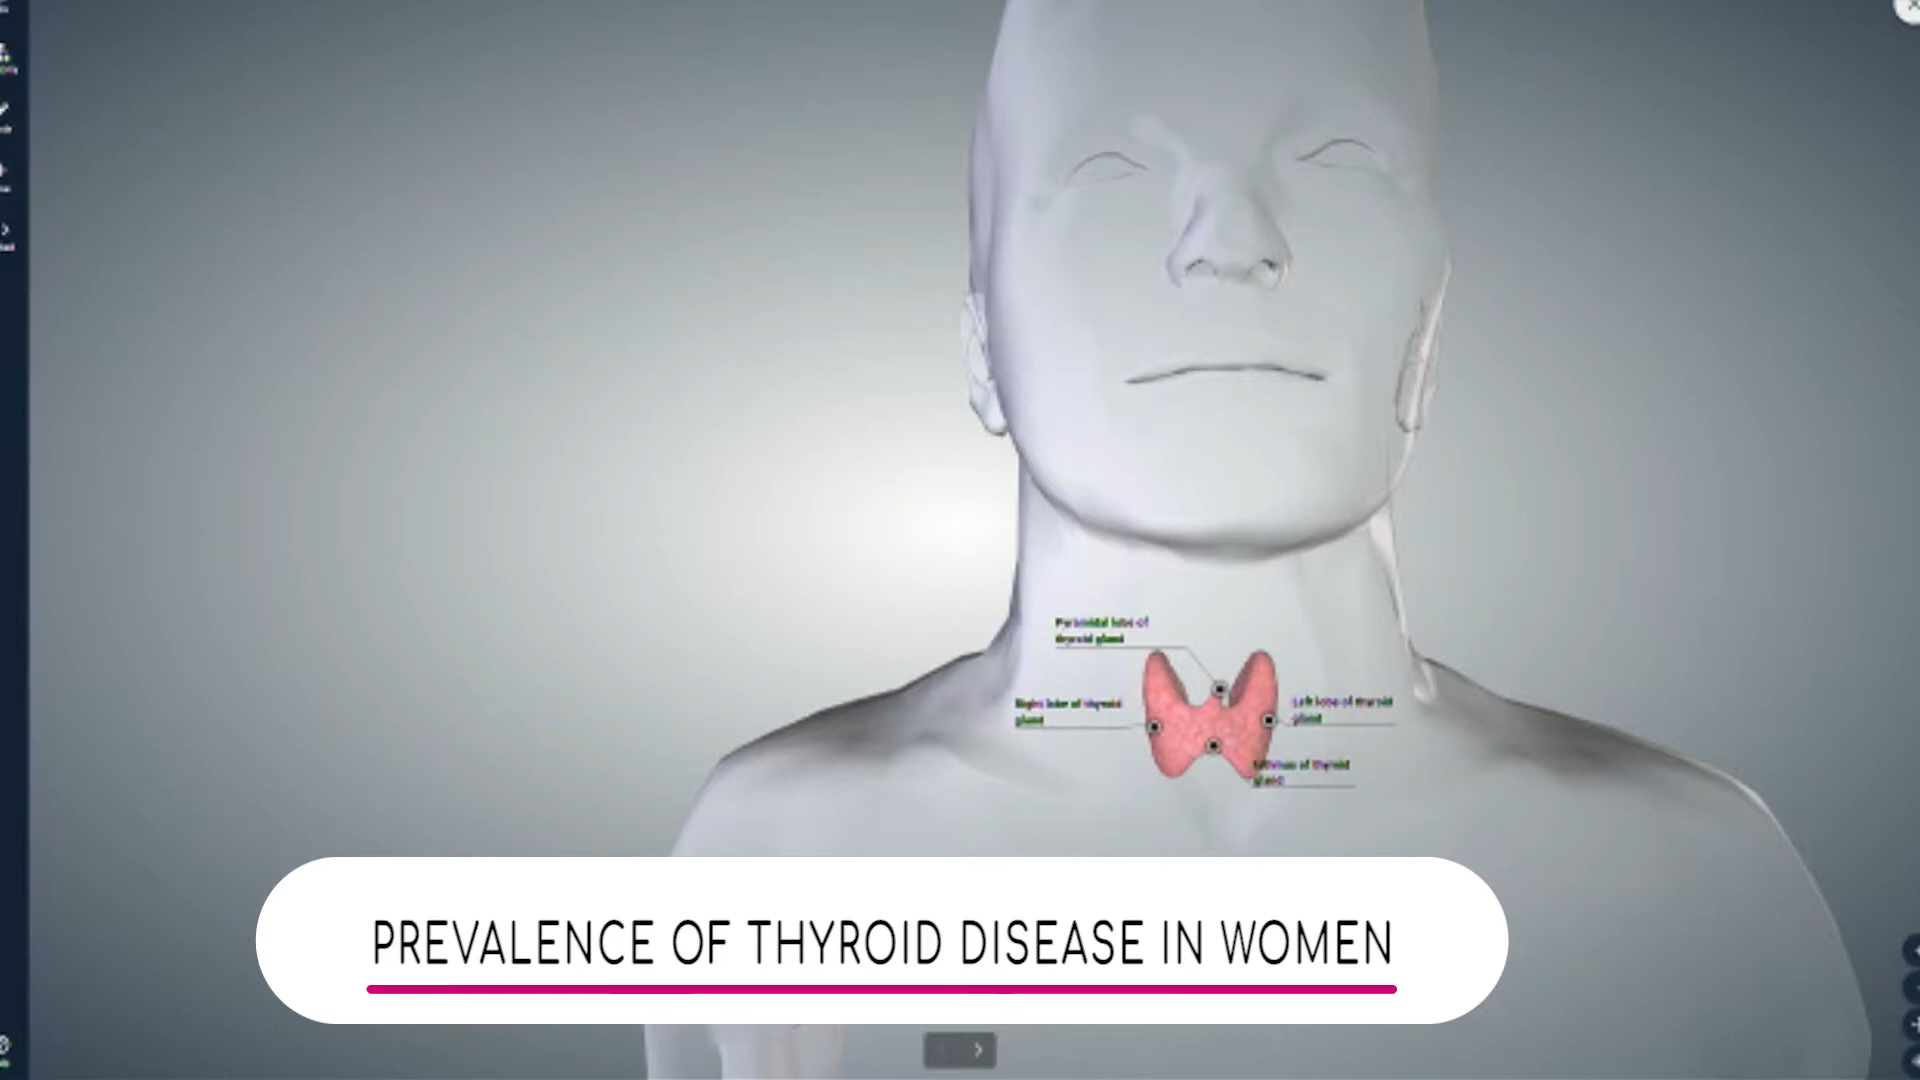 Pyramidal lobe of
thyroid gland
Right lobe of thyroid
gland
Left lobe of thyroid
gland
Isthmus of thyroid
gland
PREVALENCE OF THYROID DISEASE IN WOMEN